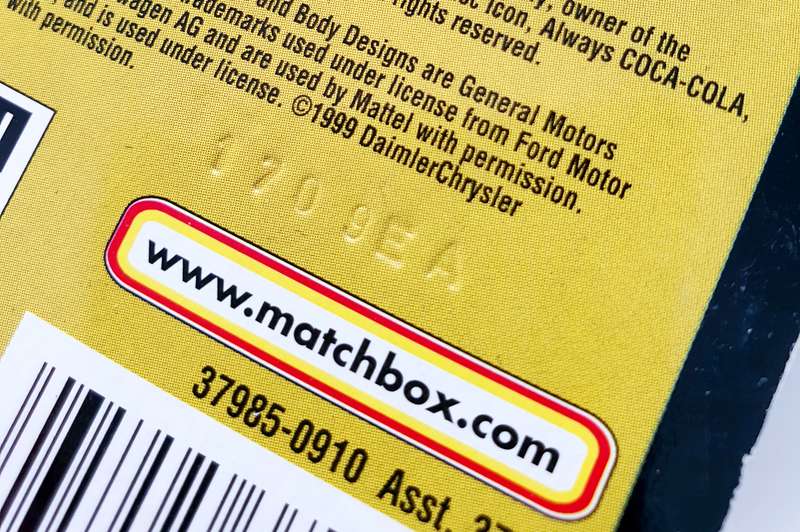 owner of the
icon, Always COCA-COLA,
rights reserved.
and Body Designs are General Motors
trademarks used under license from Ford Motor
wagen AG and are used by Mattel with permission.
and is used under license. ©1999 DaimlerChrysler
with permission.
1709EA
www.matchbox.com
37985-0910 Asst.